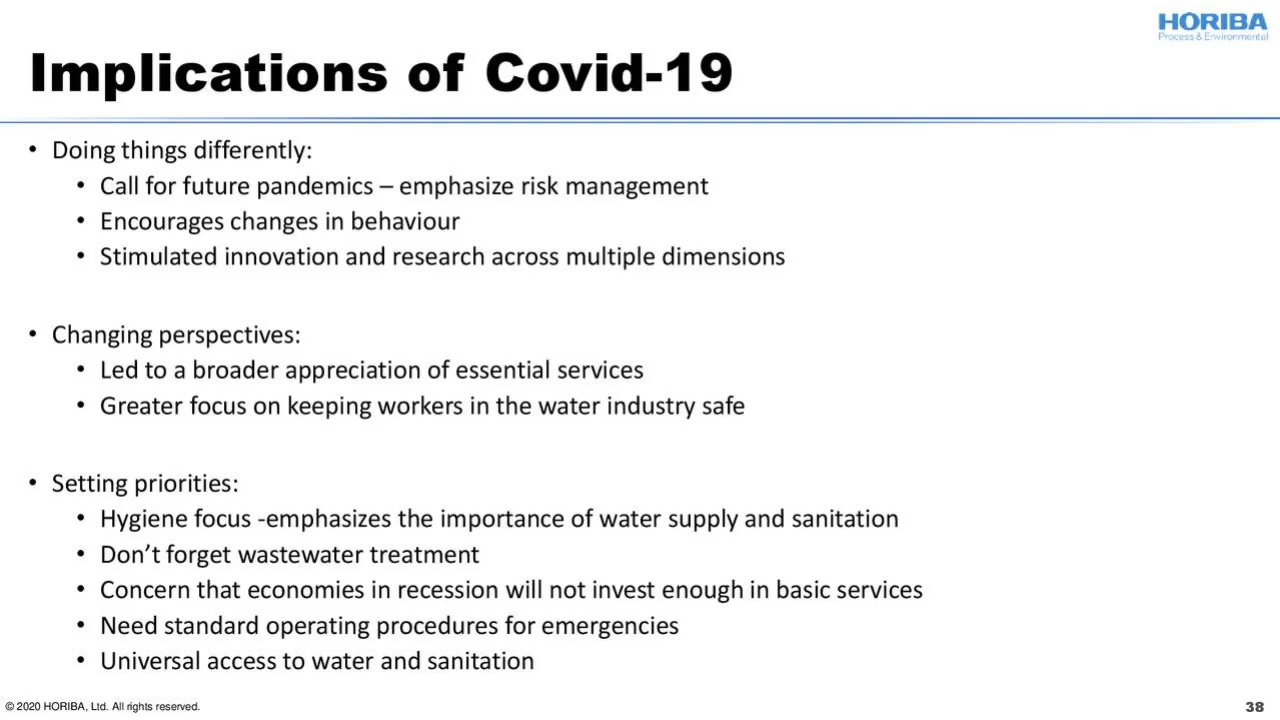 HORIBA
Process & Environmental
Implications of Covid-19
• Doing things differently:
• Call for future pandemics – emphasize risk management
• Encourages changes in behaviour
• Stimulated innovation and research across multiple dimensions
• Changing perspectives:
• Led to a broader appreciation of essential services
• Greater focus on keeping workers in the water industry safe
• Setting priorities:
• Hygiene focus -emphasizes the importance of water supply and sanitation
• Don’t forget wastewater treatment
• Concern that economies in recession will not invest enough in basic services
• Need standard operating procedures for emergencies
• Universal access to water and sanitation
© 2020 HORIBA, Ltd. All rights reserved.
38